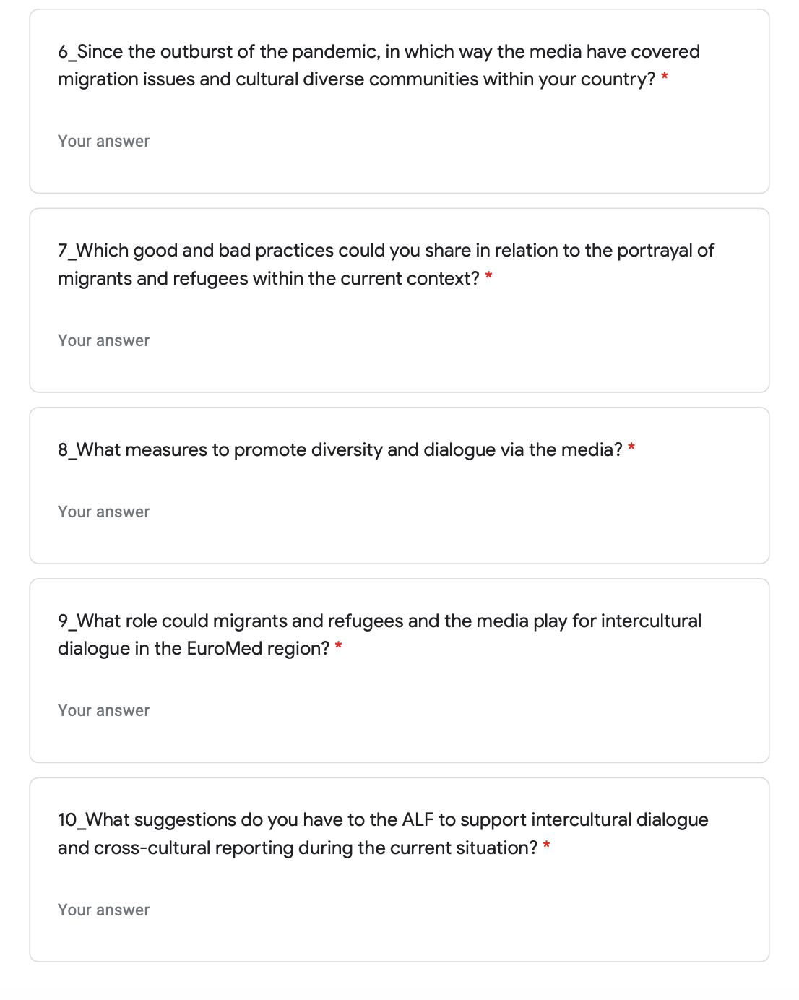 6_Since the outburst of the pandemic, in which way the media have covered
migration issues and cultural diverse communities within your country? *
Your answer
7_Which good and bad practices could you share in relation to the portrayal of
migrants and refugees within the current context? *
Your answer
8_What measures to promote diversity and dialogue via the media? *
Your answer
9_What role could migrants and refugees and the media play for intercultural
dialogue in the EuroMed region? *
Your answer
10_What suggestions do you have to the ALF to support intercultural dialogue
and cross-cultural reporting during the current situation? *
Your answer